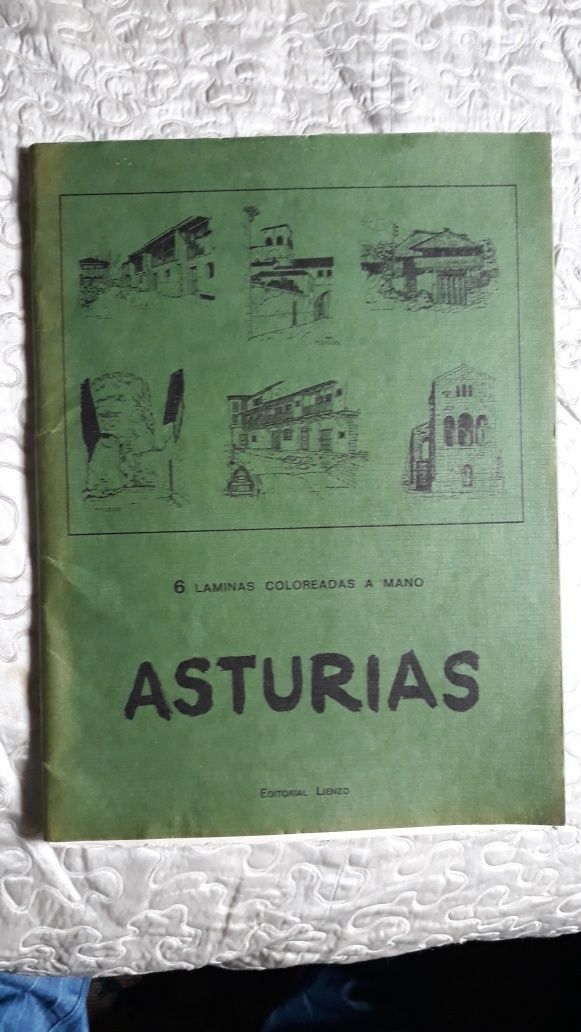 6 LAMINAS COLOREADAS A MANO
ASTURIAS
EDITORIAL LIENZO